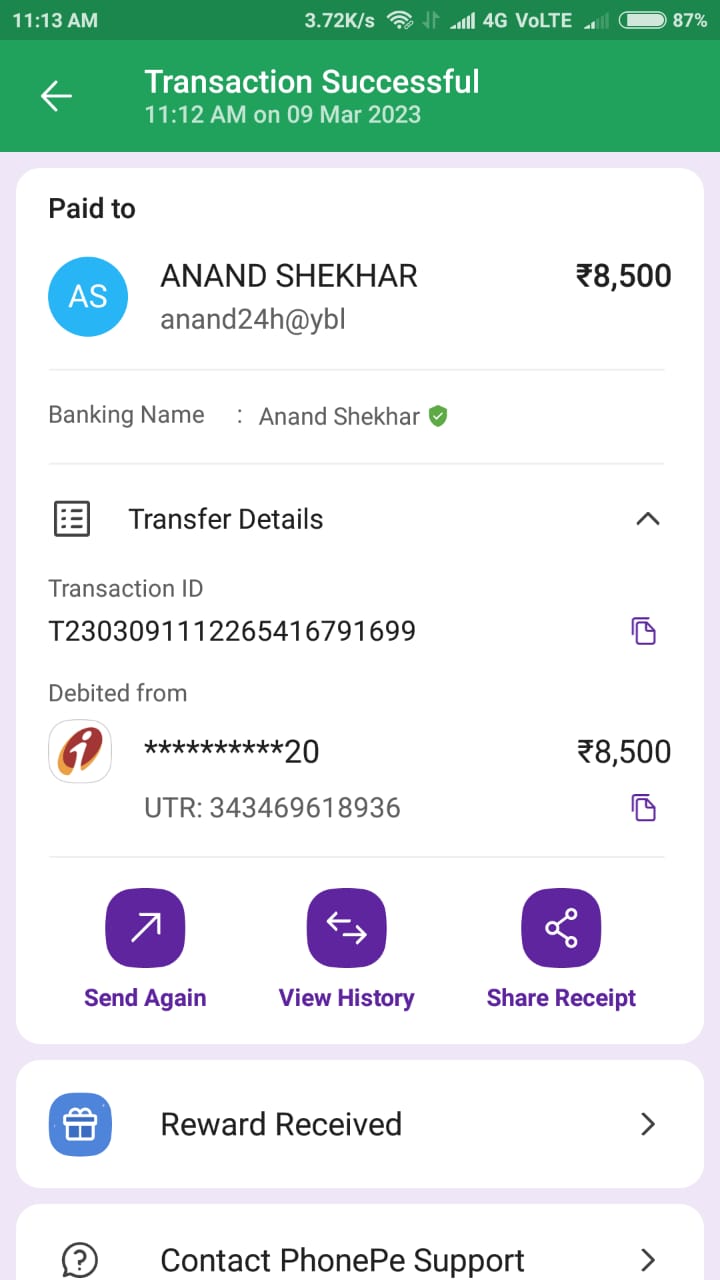 11:13 AM 3.72K/s 4G VoLTE 87%
Transaction Successful
11:12 AM on 09 Mar 2023
Paid to
AS ANAND SHEKHAR ₹8,500
anand24h@ybl
Banking Name : Anand Shekhar
Transfer Details
Transaction ID
T2303091112265416791699
Debited from
**********20 ₹8,500
UTR: 343469618936
Send Again View History Share Receipt
Reward Received
Contact PhonePe Support